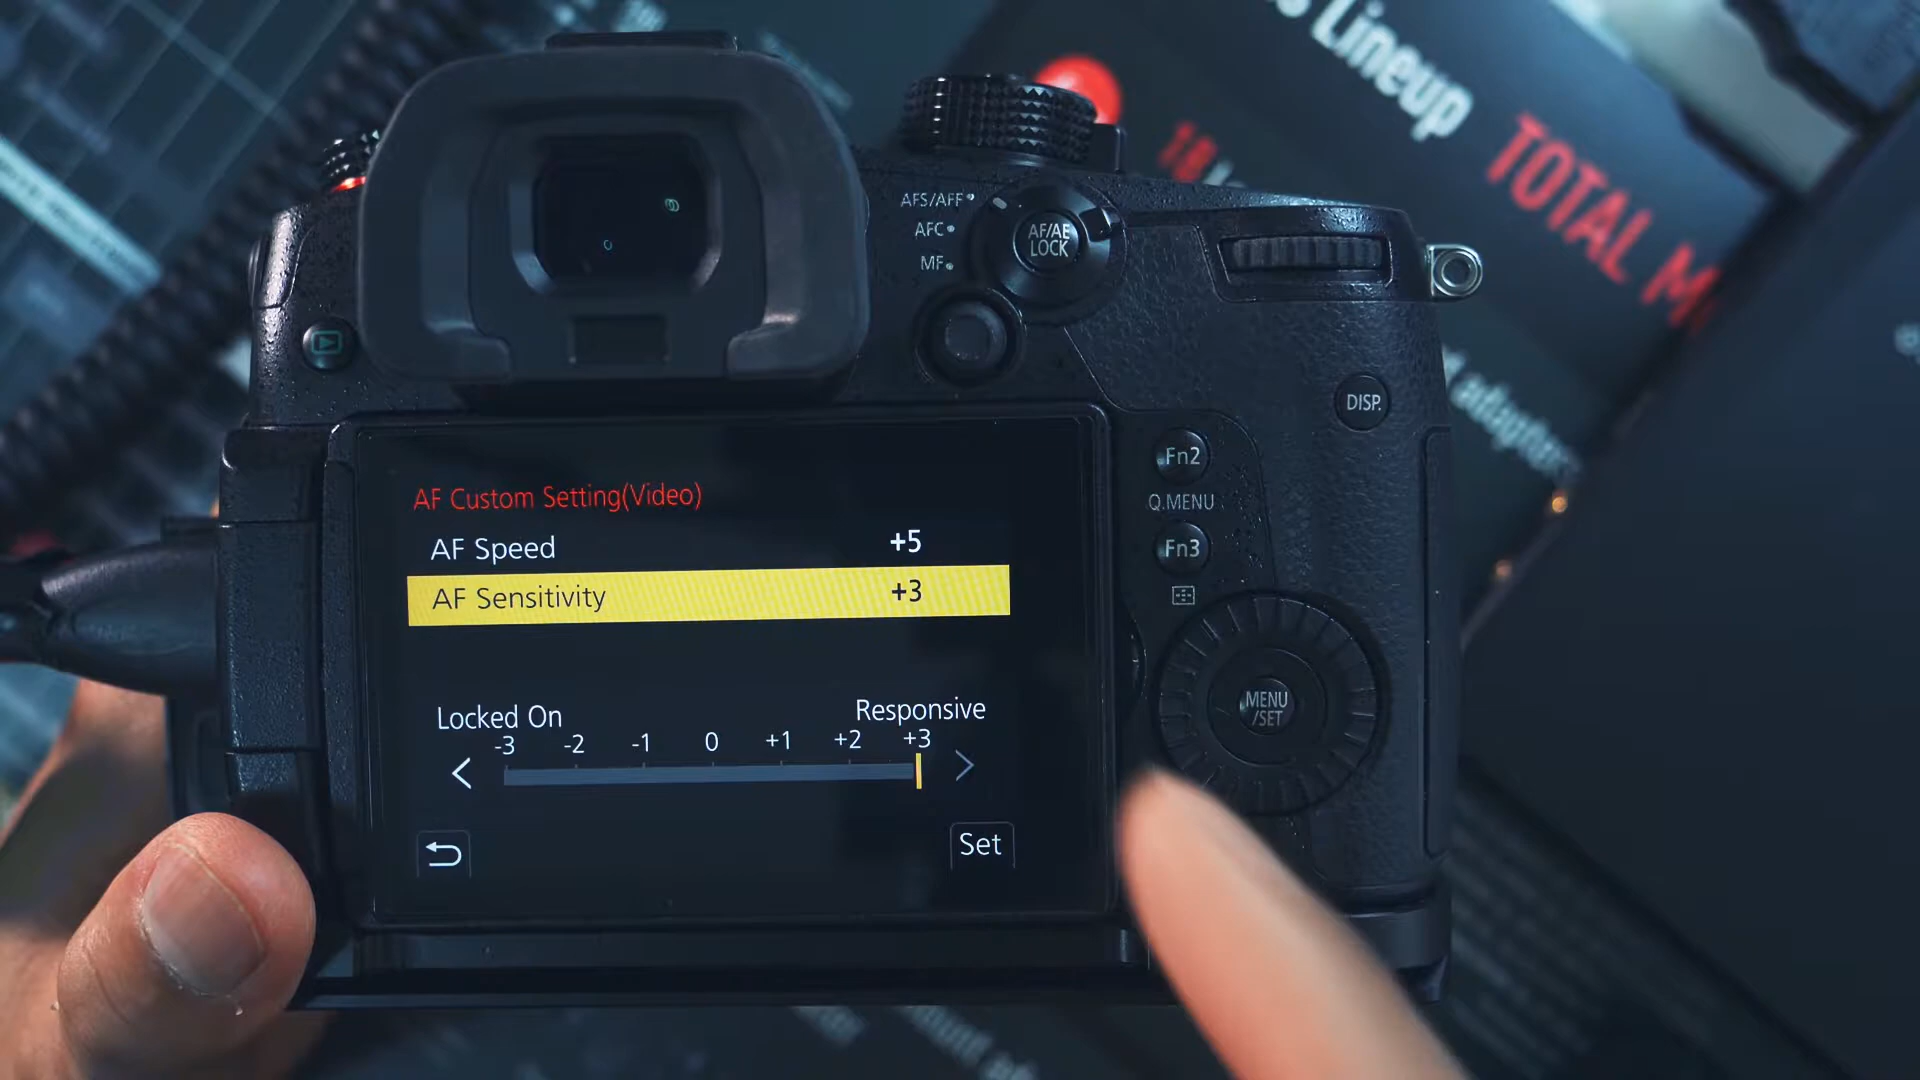 Lineup
TOTAL
AFS/AFF
AFC
MF
AF/AE
LOCK
DISP.
Fn2
Q.MENU
Fn3
MENU
/SET
AF Custom Setting(Video)
AF Speed +5
AF Sensitivity +3
Locked On Responsive
-3 -2 -1 0 +1 +2 +3
Set